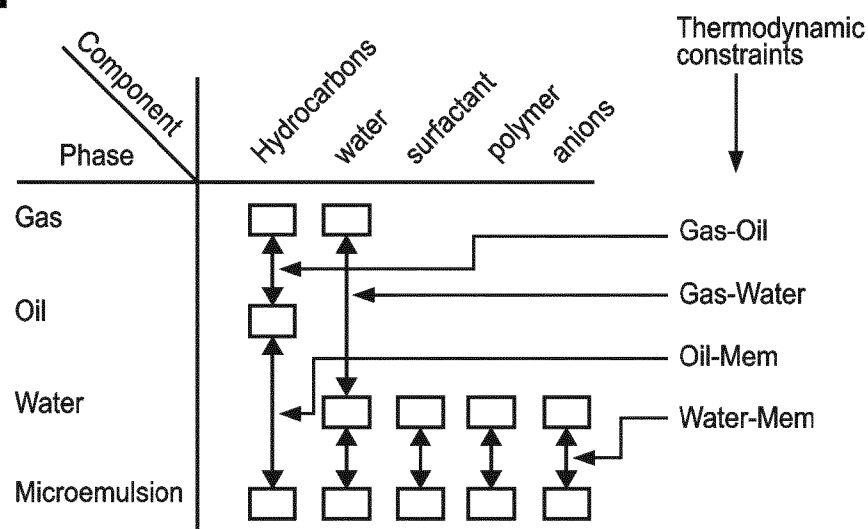 Thermodynamic
constraints
Component
Phase
Hydrocarbons
water
surfactant
polymer
anions
Gas
Oil
Water
Microemulsion
Gas-Oil
Gas-Water
Oil-Mem
Water-Mem